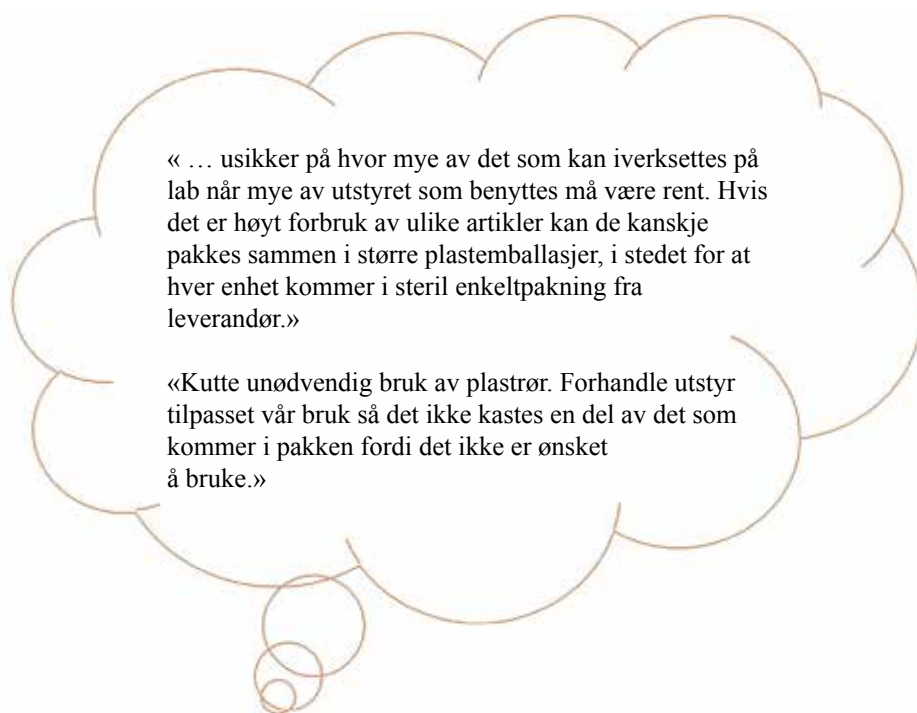 « … usikker på hvor mye av det som kan iverksettes på
lab når mye av utstyret som benyttes må være rent. Hvis
det er høyt forbruk av ulike artikler kan de kanskje
pakkes sammen i større plastemballasjer, i stedet for at
hver enhet kommer i steril enkeltpakning fra
leverandør.»
«Kutte unødvendig bruk av plastrør. Forhandle utstyr
tilpasset vår bruk så det ikke kastes en del av det som
kommer i pakken fordi det ikke er ønsket
å bruke.»